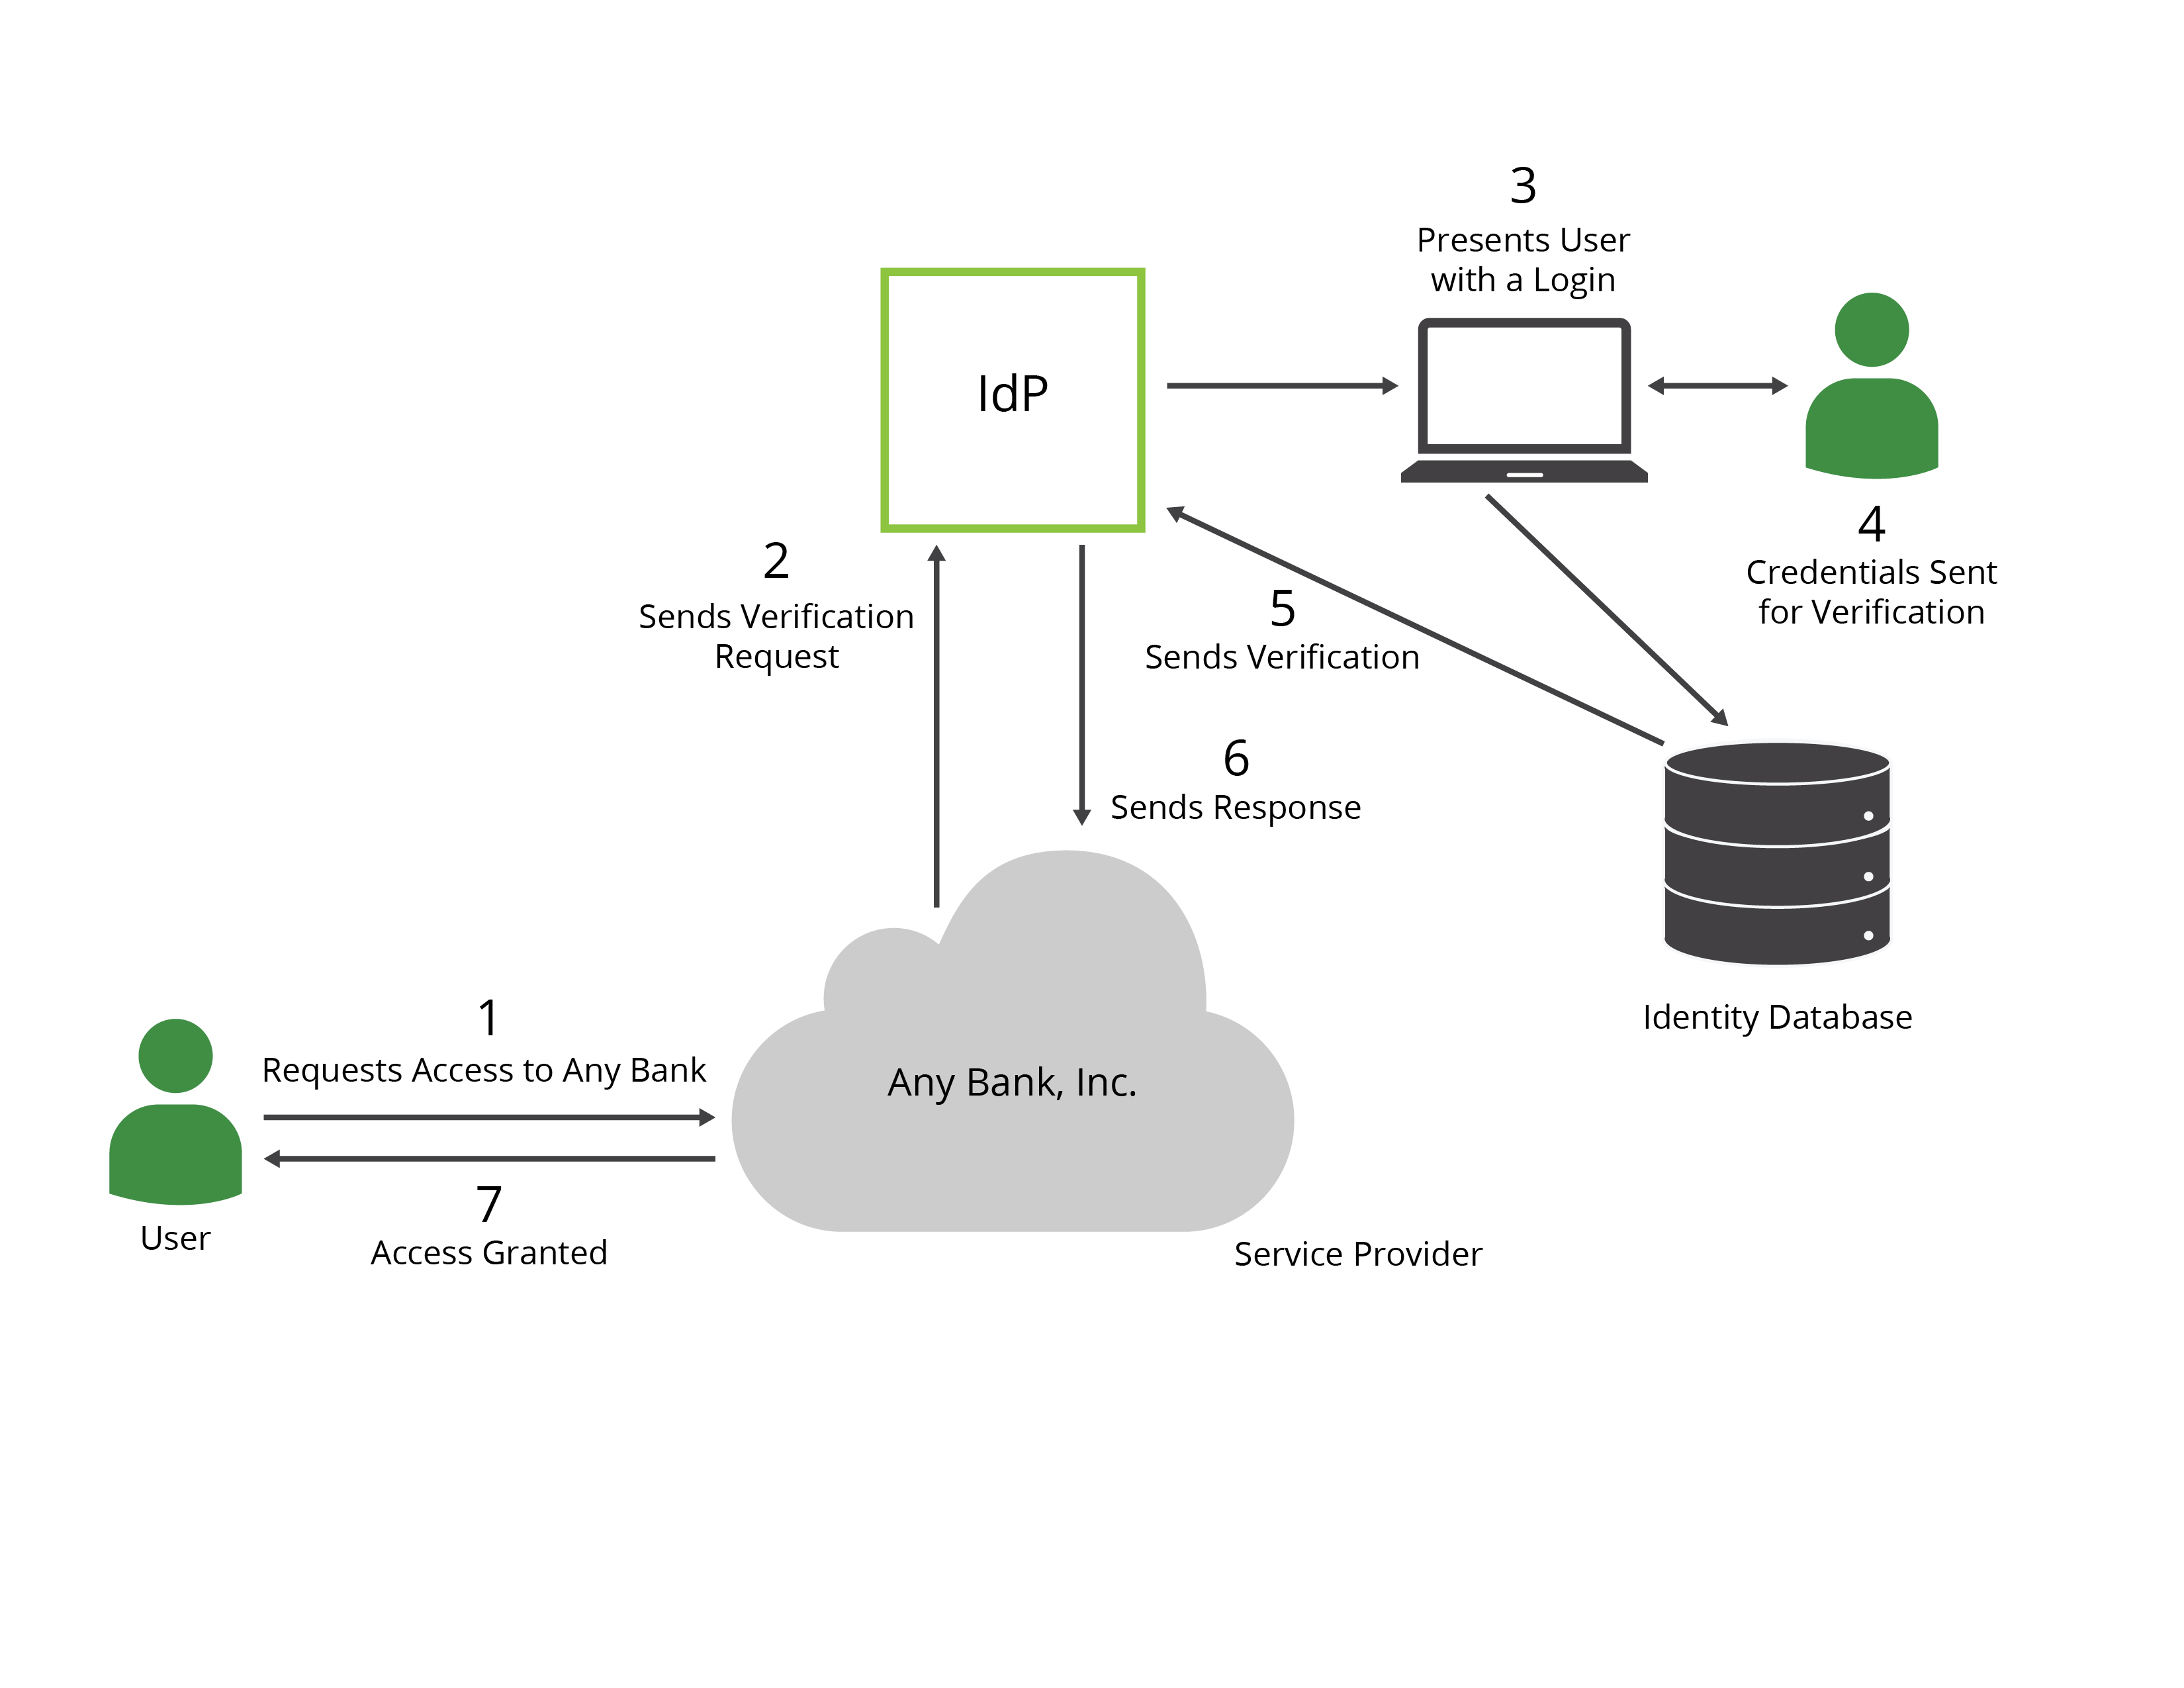 3
Presents User
with a Login
IdP
4
Credentials Sent
for Verification
2
Sends Verification
Request
5
Sends Verification
6
Sends Response
Identity Database
1
Requests Access to Any Bank
Any Bank, Inc.
7
Access Granted
User
Service Provider